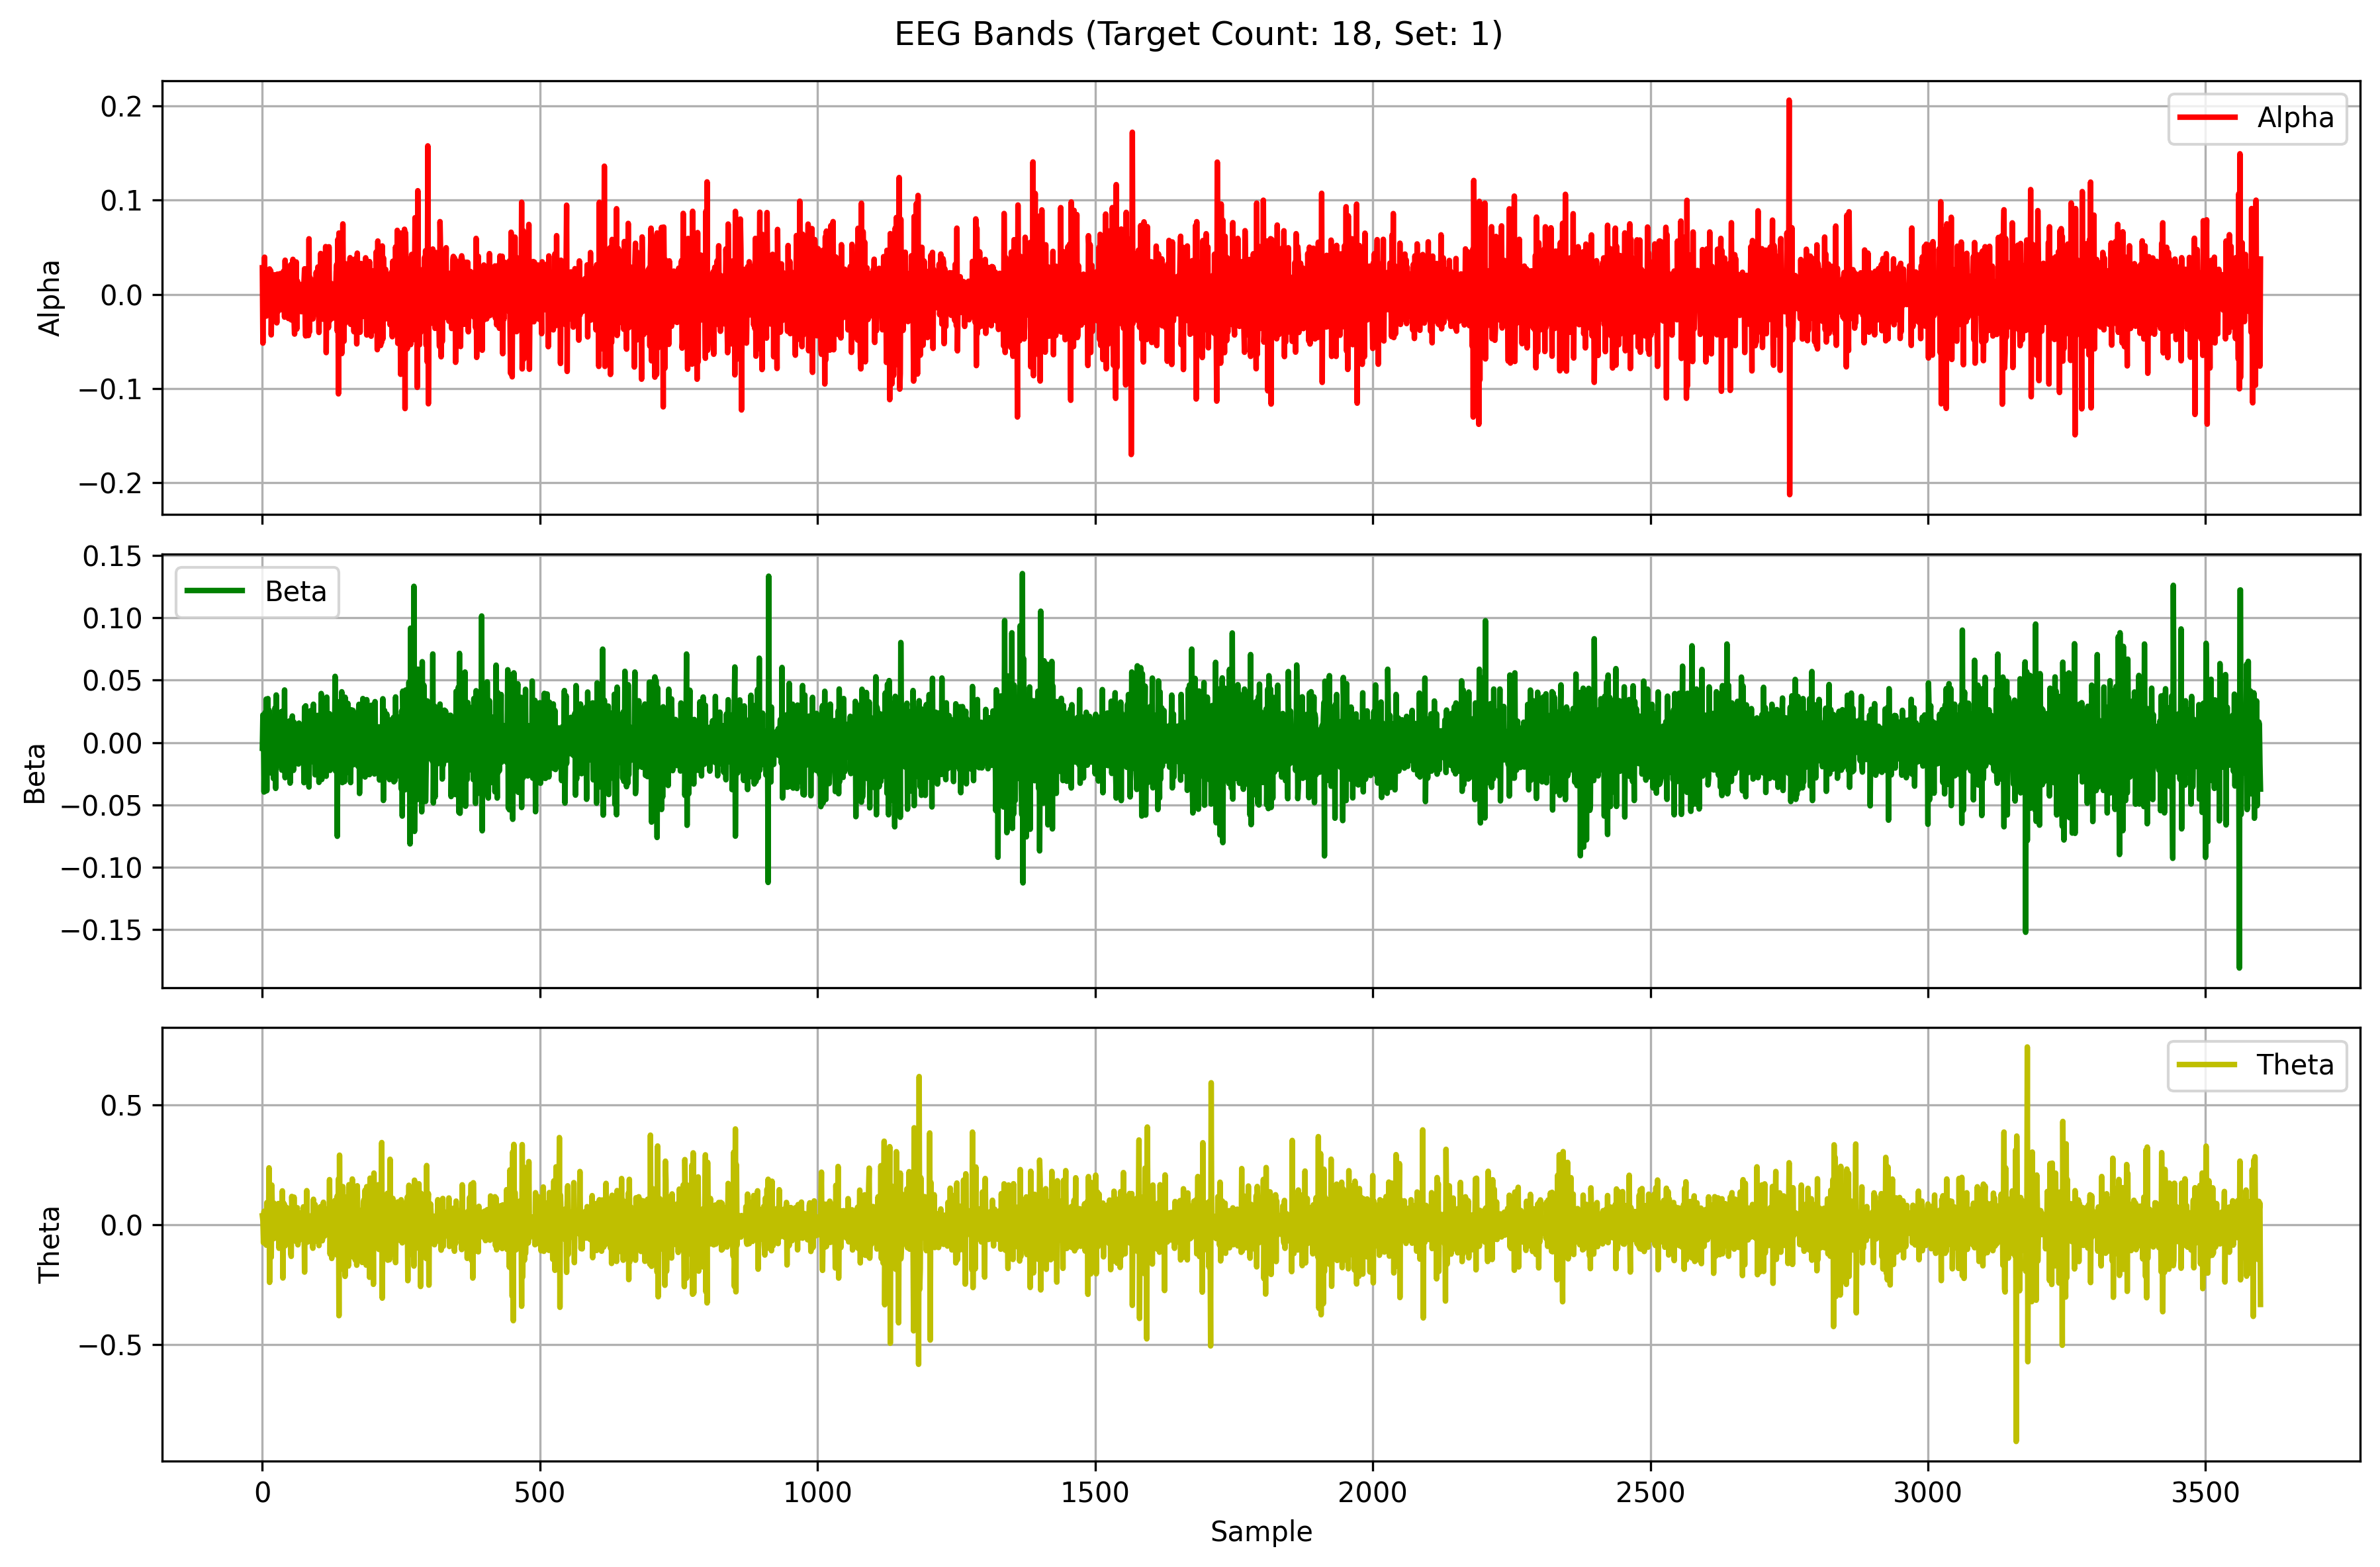 EEG Bands (Target Count: 18, Set: 1)
0.2
0.1
0.0
−0.1
−0.2
Alpha
Alpha
0.15
0.10
0.05
0.00
−0.05
−0.10
−0.15
Beta
Beta
0.5
0.0
−0.5
Theta
Theta
0 500 1000 1500 2000 2500 3000 3500
Sample